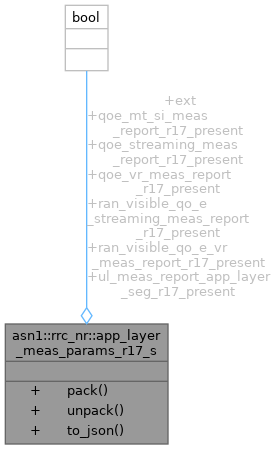 bool
+ext
+qoe_mt_si_meas
_report_r17_present
+qoe_streaming_meas
_report_r17_present
+qoe_vr_meas_report
_r17_present
+ran_visible_qo_e
_streaming_meas_report
_r17_present
+ran_visible_qo_e_vr
_meas_report_r17_present
+ul_meas_report_app_layer
_seg_r17_present
asn1::rrc_nr::app_layer
_meas_params_r17_s
+ pack()
+ unpack()
+ to_json()